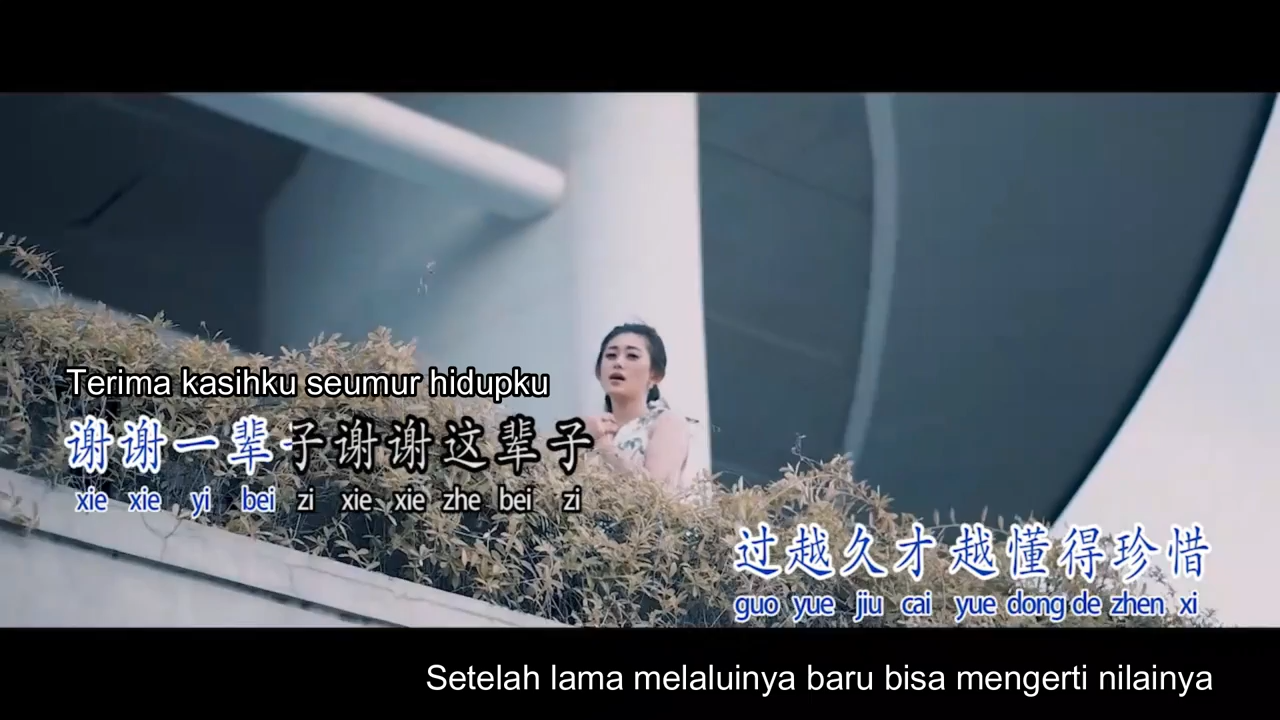 Terima kasihku seumur hidupku
谢谢一辈子谢谢这辈子
xie xie yi bei zi xie xie zhe bei zi
过越久才越懂得珍惜
guo yue jiu cai yue dong de zhen xi
Setelah lama melaluinya baru bisa mengerti nilainya